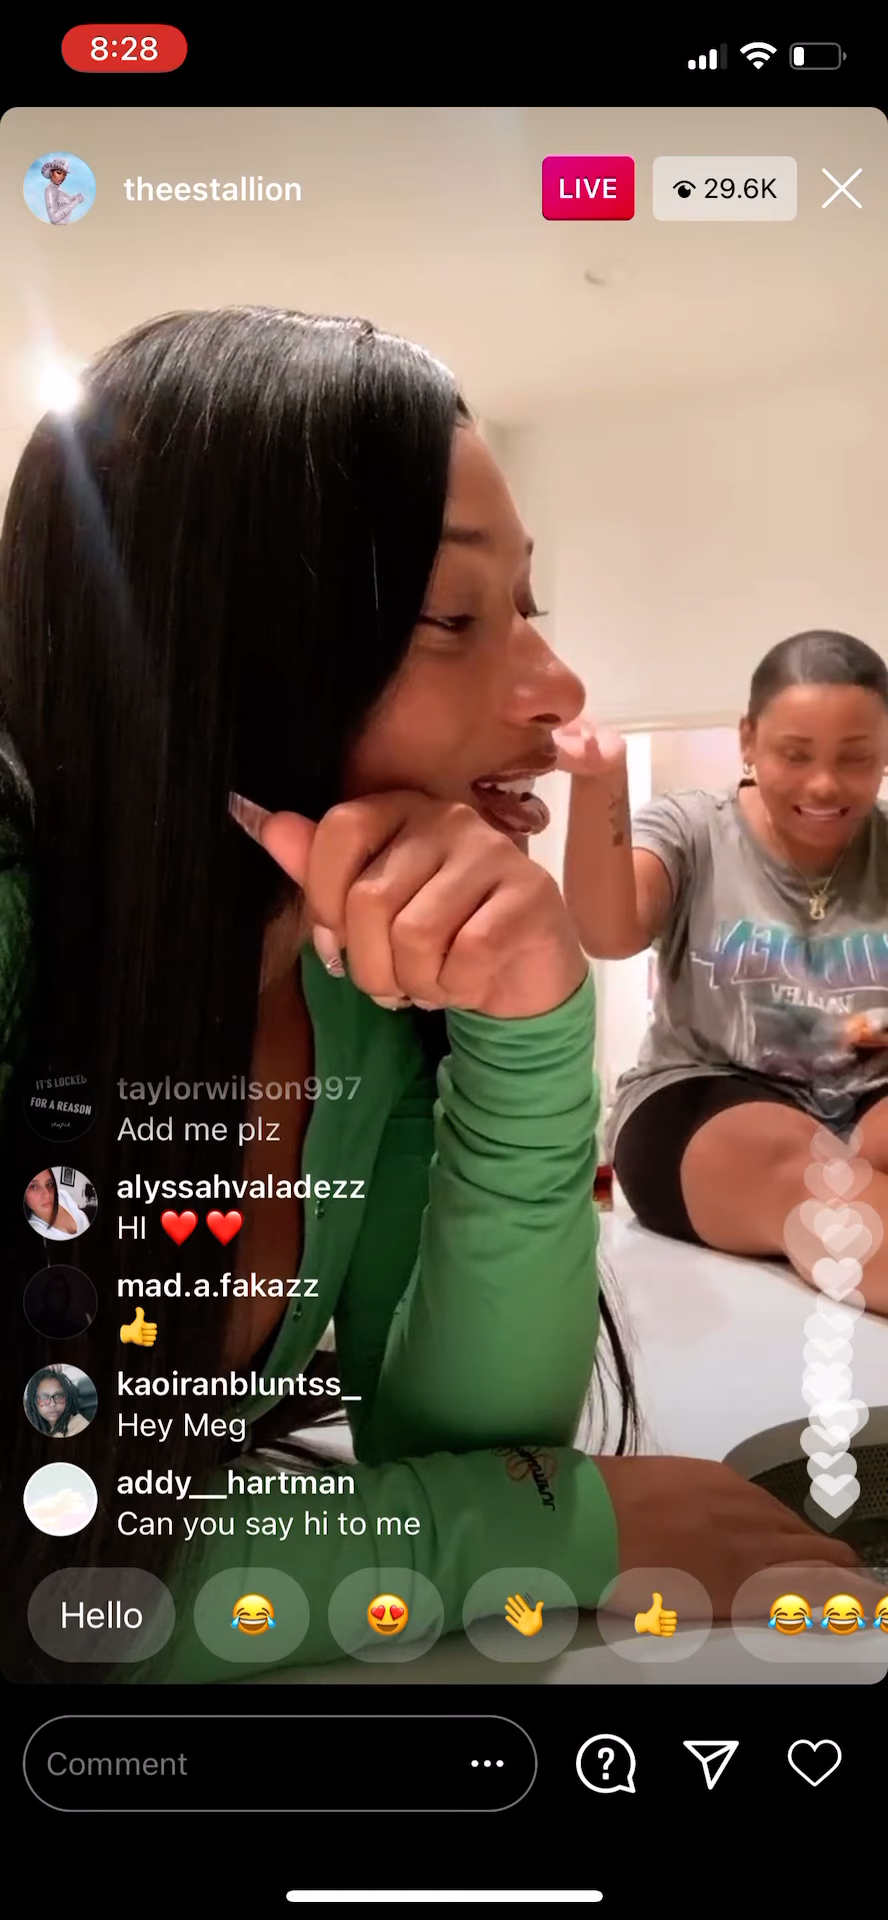 8:28
theestallion
LIVE
29.6K
IT'S LOCKED
FOR A REASON
stupid
taylorwilson997
Add me plz
alyssahvaladezz
HI ❤️❤️
mad.a.fakazz
👍
kaoiranbluntss_
Hey Meg
addy__hartman
Can you say hi to me
Hello 😂 😍 👋 👍 😂😂
Comment